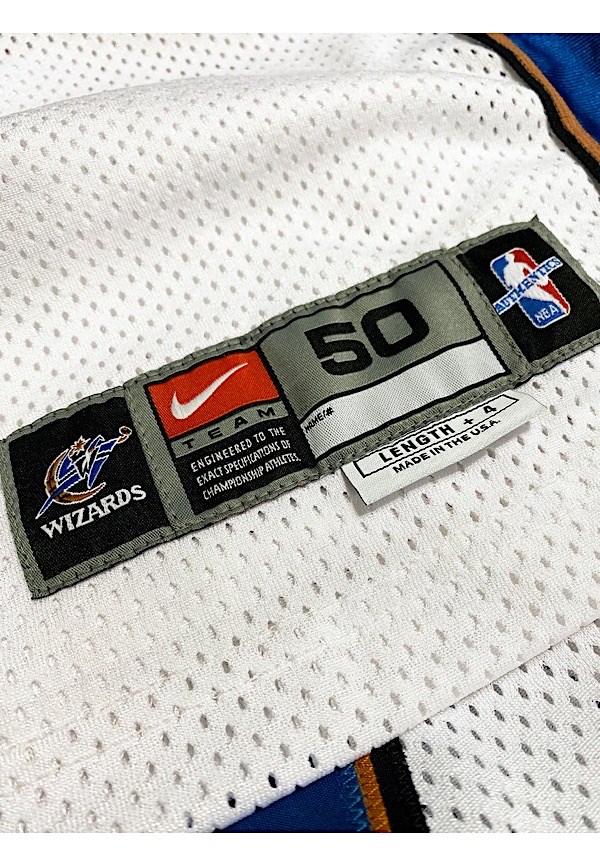 WIZARDS
TEAM
ENGINEERED TO THE
EXACT SPECIFICATIONS OF
CHAMPIONSHIP ATHLETES.
50
LENGTH + 4
MADE IN THE U.S.A.
AUTHENTICS
NBA